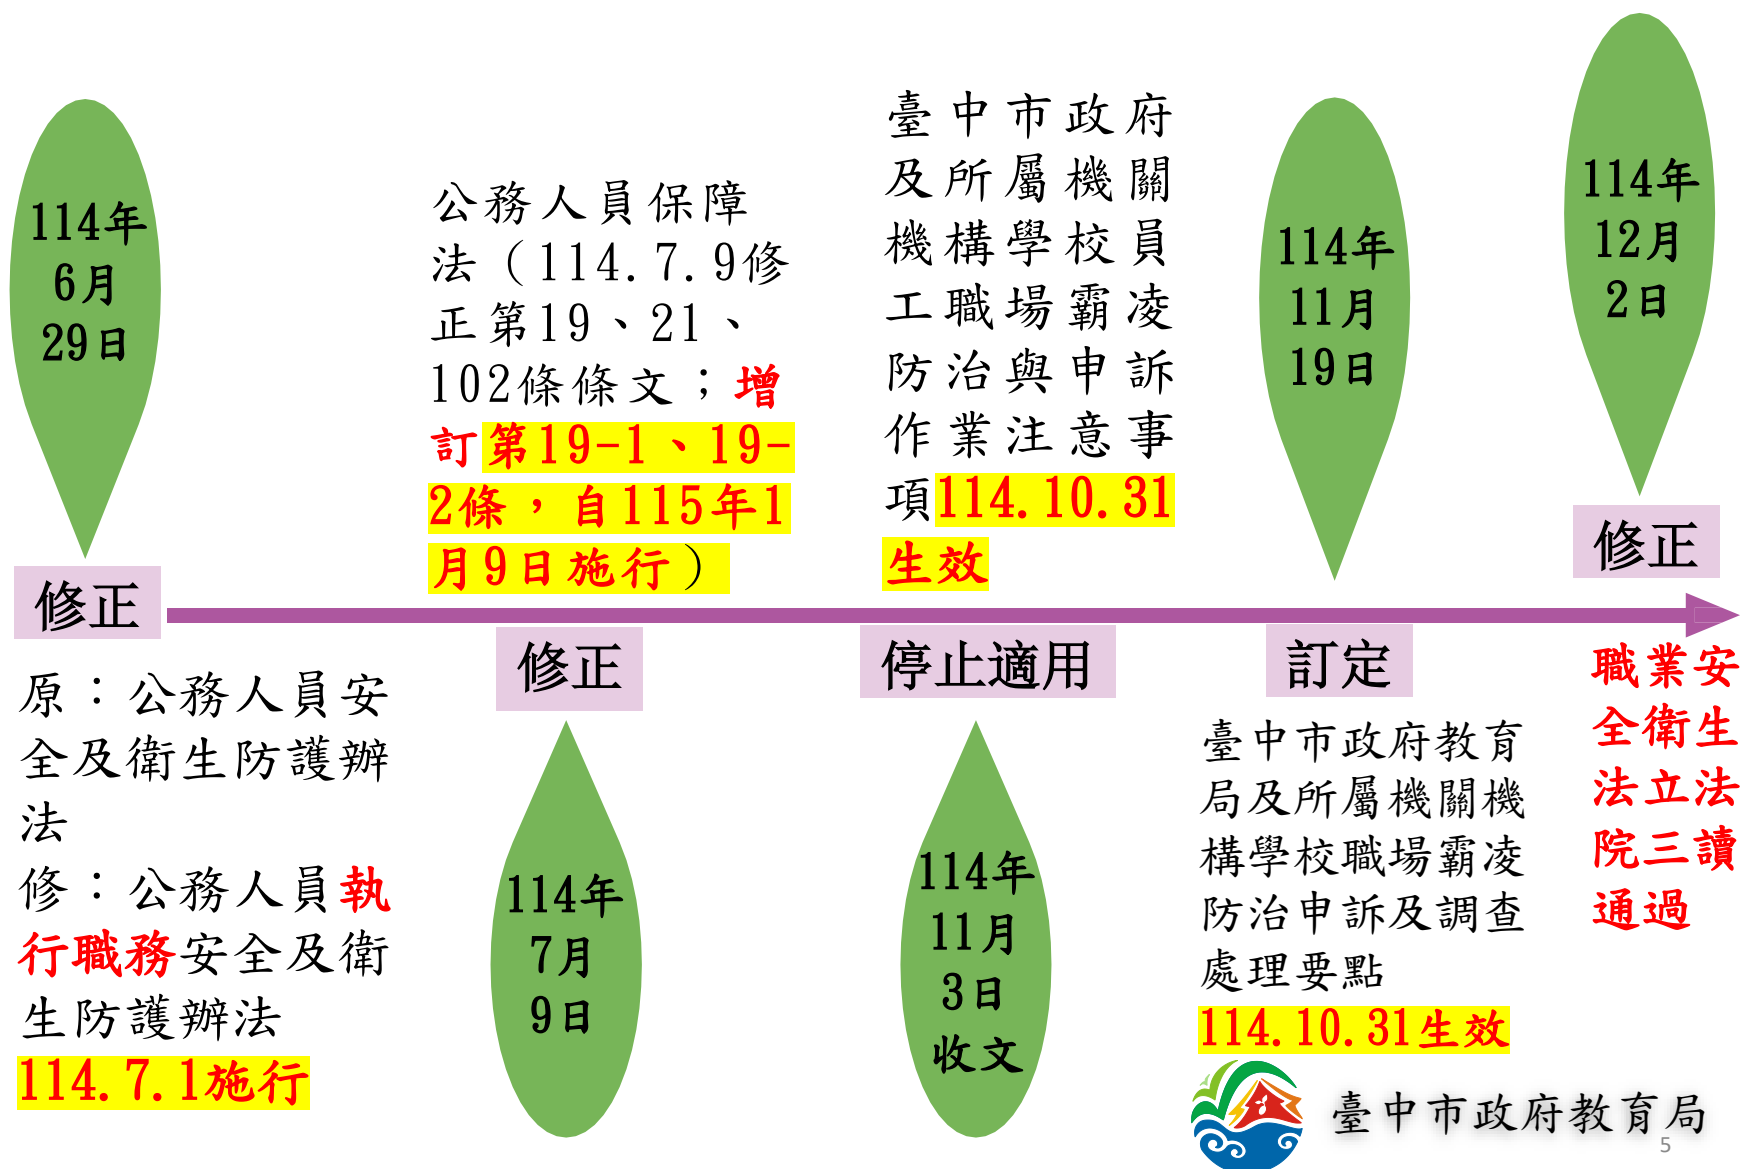 114年
6月
29日
修正
原：公務人員安
全及衛生防護辦
法
修：公務人員執
行職務安全及衛
生防護辦法
114.7.1施行
公務人員保障
法（114.7.9修
正第19、21、
102條條文；增
訂第19-1、19-
2條，自115年1
月9日施行）
修正
114年
7月
9日
臺中市政府
及所屬機關
機構學校員
工職場霸凌
防治與申訴
作業注意事
項114.10.31
生效
停止適用
114年
11月
3日
收文
114年
11月
19日
訂定
臺中市政府教育
局及所屬機關機
構學校職場霸凌
防治申訴及調查
處理要點
114.10.31生效
114年
12月
2日
修正
職業安
全衛生
法立法
院三讀
通過
臺中市政府教育局
5